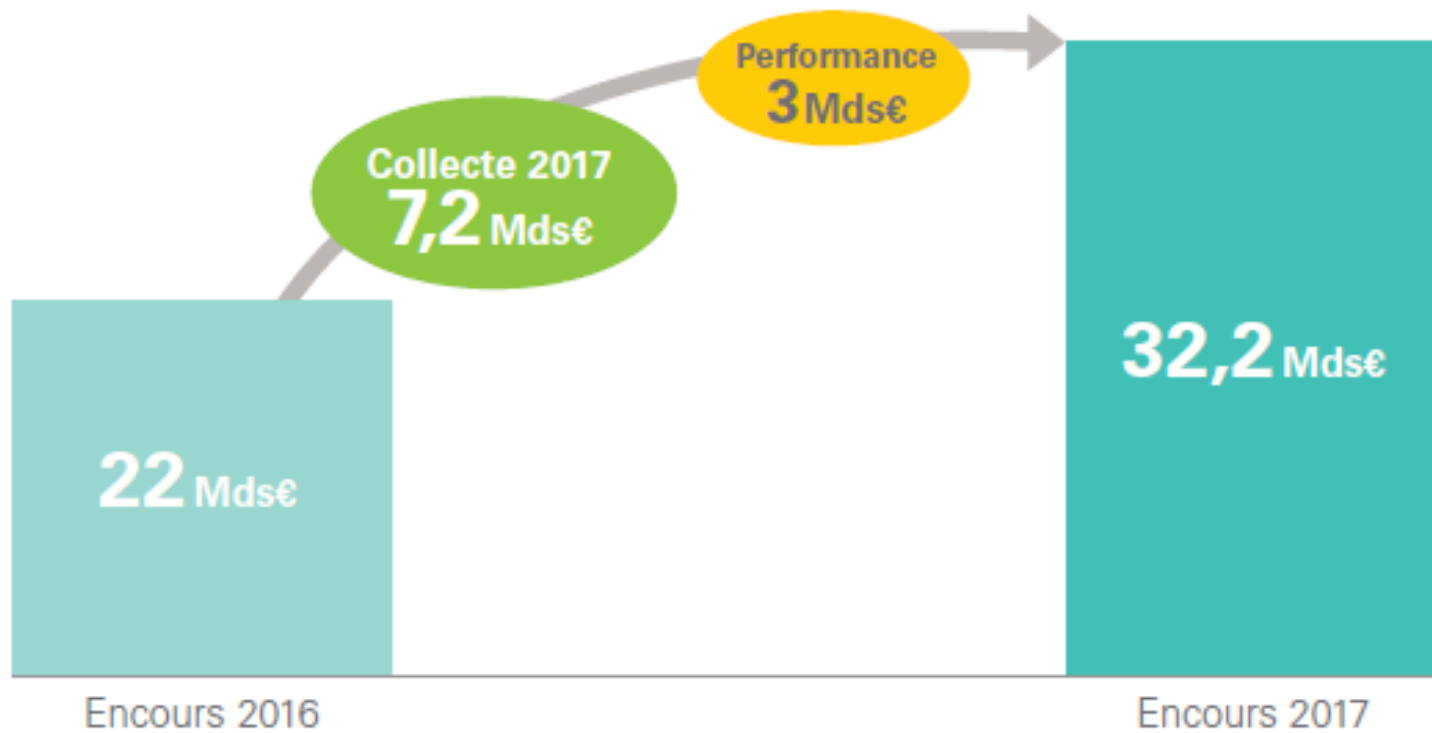 Performance
3 Mds€
Collecte 2017
7,2 Mds€
32,2 Mds€
22 Mds€
Encours 2016
Encours 2017